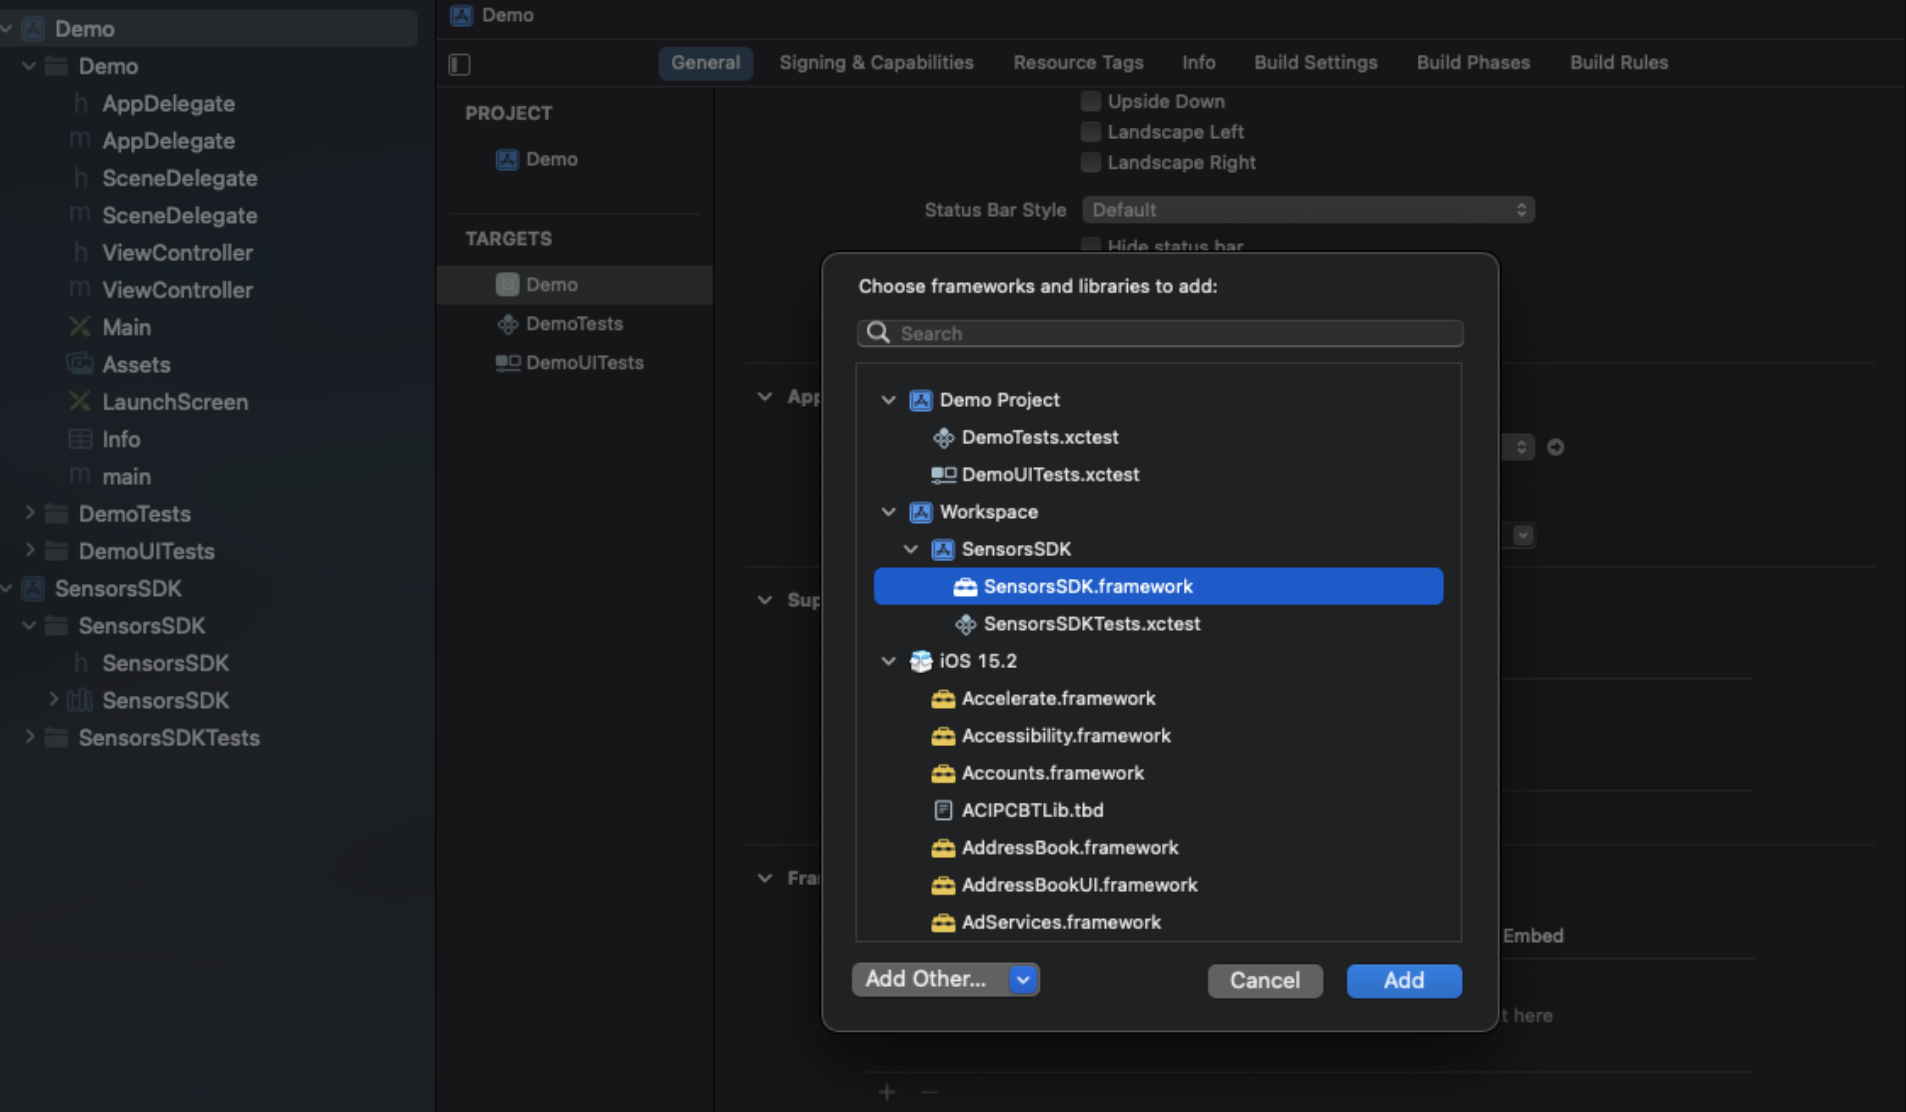 Demo
Demo
h AppDelegate
m AppDelegate
h SceneDelegate
m SceneDelegate
h ViewController
m ViewController
Main
Assets
LaunchScreen
Info
m main
DemoTests
DemoUITests
SensorsSDK
SensorsSDK
h SensorsSDK
SensorsSDK
SensorsSDKTests
Demo
General Signing & Capabilities Resource Tags Info Build Settings Build Phases Build Rules
PROJECT
Demo
TARGETS
Demo
DemoTests
DemoUITests
Upside Down
Landscape Left
Landscape Right
Status Bar Style Default
Hide status bar
App
Sup
Fra
Choose frameworks and libraries to add:
Search
Demo Project
DemoTests.xctest
DemoUITests.xctest
Workspace
SensorsSDK
SensorsSDK.framework
SensorsSDKTests.xctest
iOS 15.2
Accelerate.framework
Accessibility.framework
Accounts.framework
ACIPCBTLib.tbd
AddressBook.framework
AddressBookUI.framework
AdServices.framework
Add Other... Cancel Add
Embed
t here
+ −